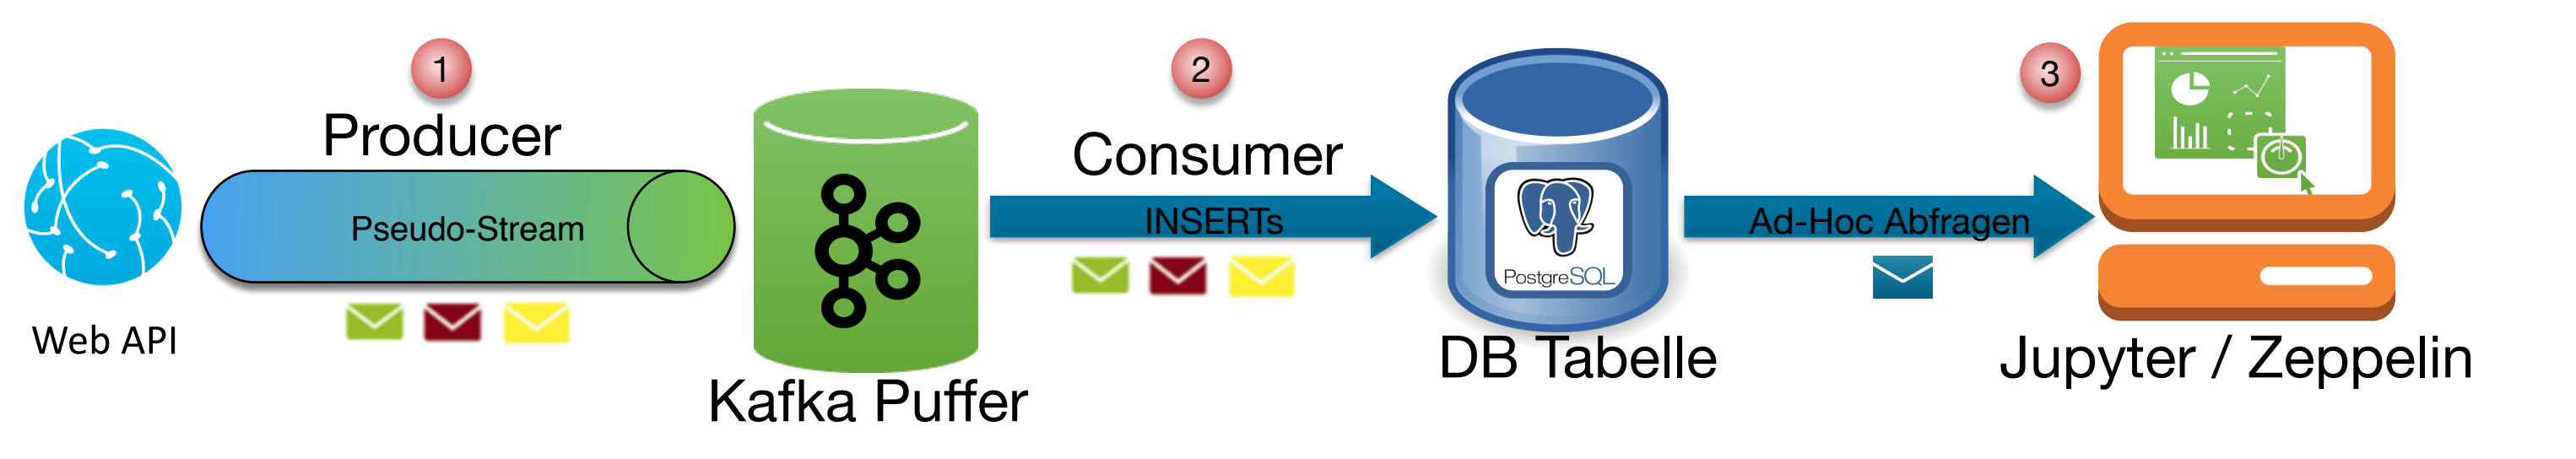 1
Producer
Pseudo-Stream
Web API
Kafka Puffer
2
Consumer
INSERTs
PostgreSQL
DB Tabelle
Ad-Hoc Abfragen
3
Jupyter / Zeppelin